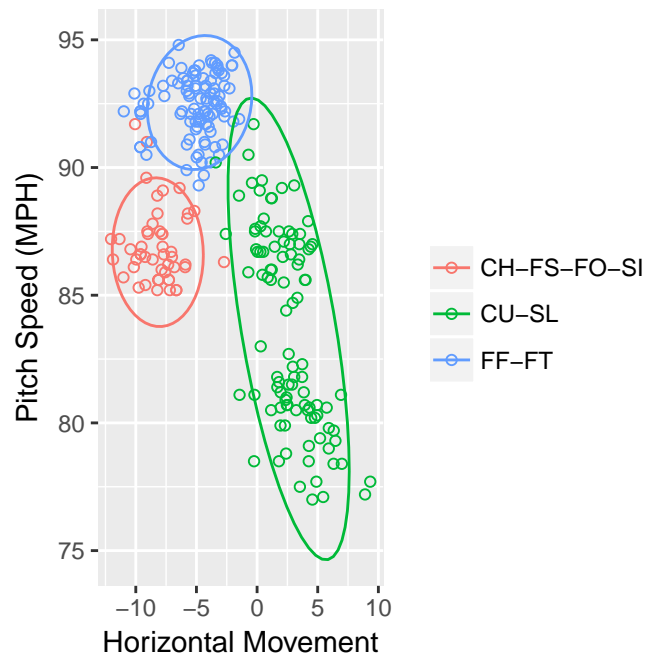 95
90
85
80
75
Pitch Speed (MPH)
−10 −5 0 5 10
Horizontal Movement
CH−FS−FO−SI
CU−SL
FF−FT